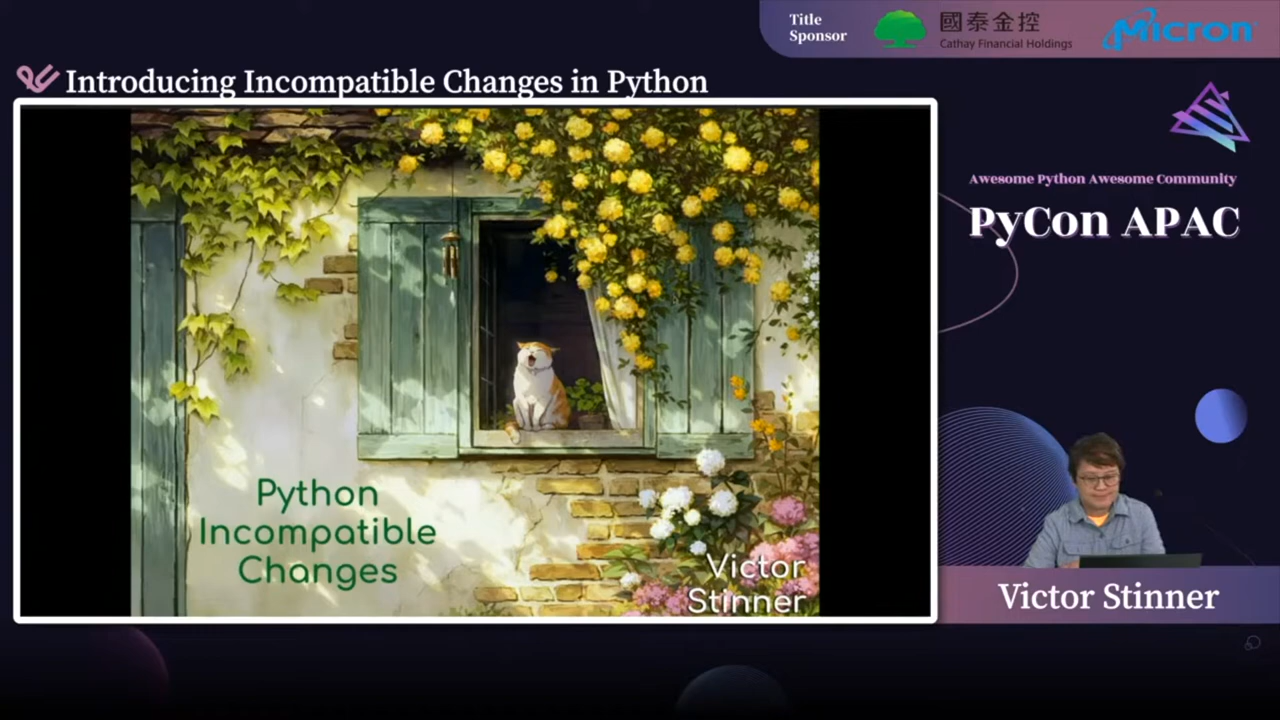 Title
Sponsor
國泰金控
Cathay Financial Holdings
Micron
Introducing Incompatible Changes in Python
Awesome Python Awesome Community
PyCon APAC
Python
Incompatible
Changes
Victor
Stinner
Victor Stinner